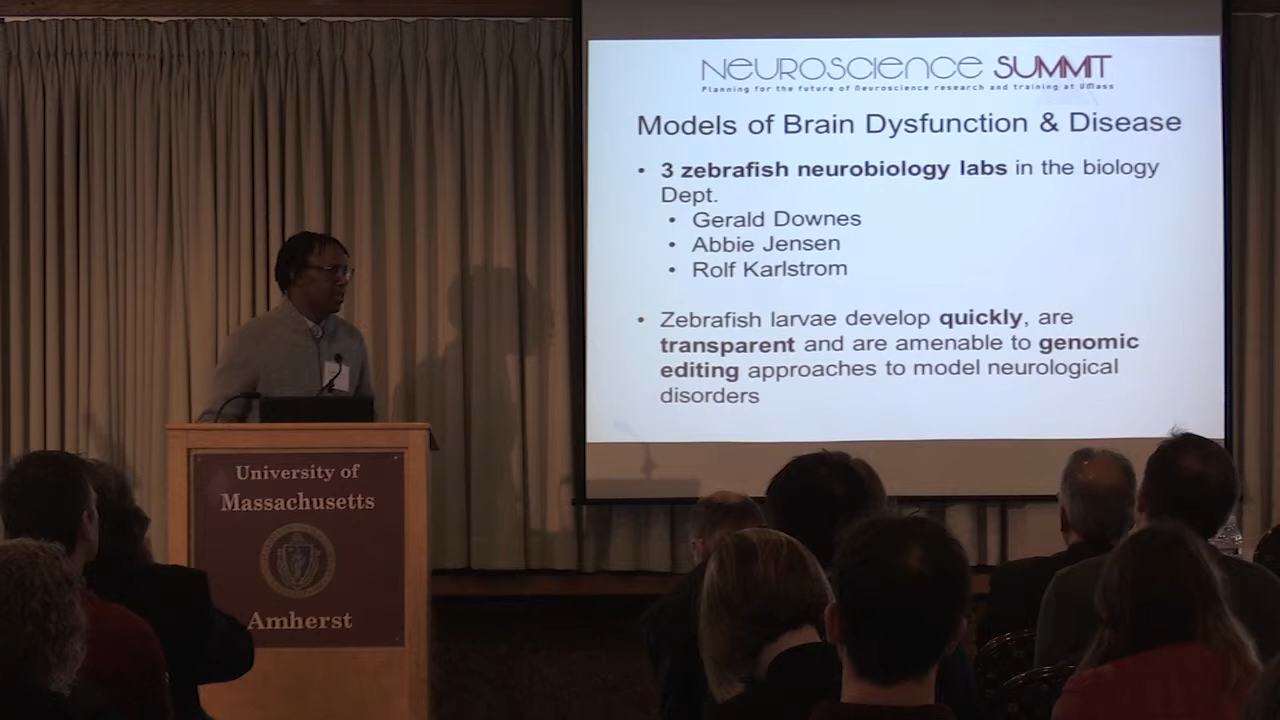 NEUROSCIENCE SUMMIT
Planning for the future of Neuroscience research and training at UMass
Models of Brain Dysfunction & Disease
• 3 zebrafish neurobiology labs in the biology
Dept.
• Gerald Downes
• Abbie Jensen
• Rolf Karlstrom
• Zebrafish larvae develop quickly, are
transparent and are amenable to genomic
editing approaches to model neurological
disorders
University of
Massachusetts
Amherst